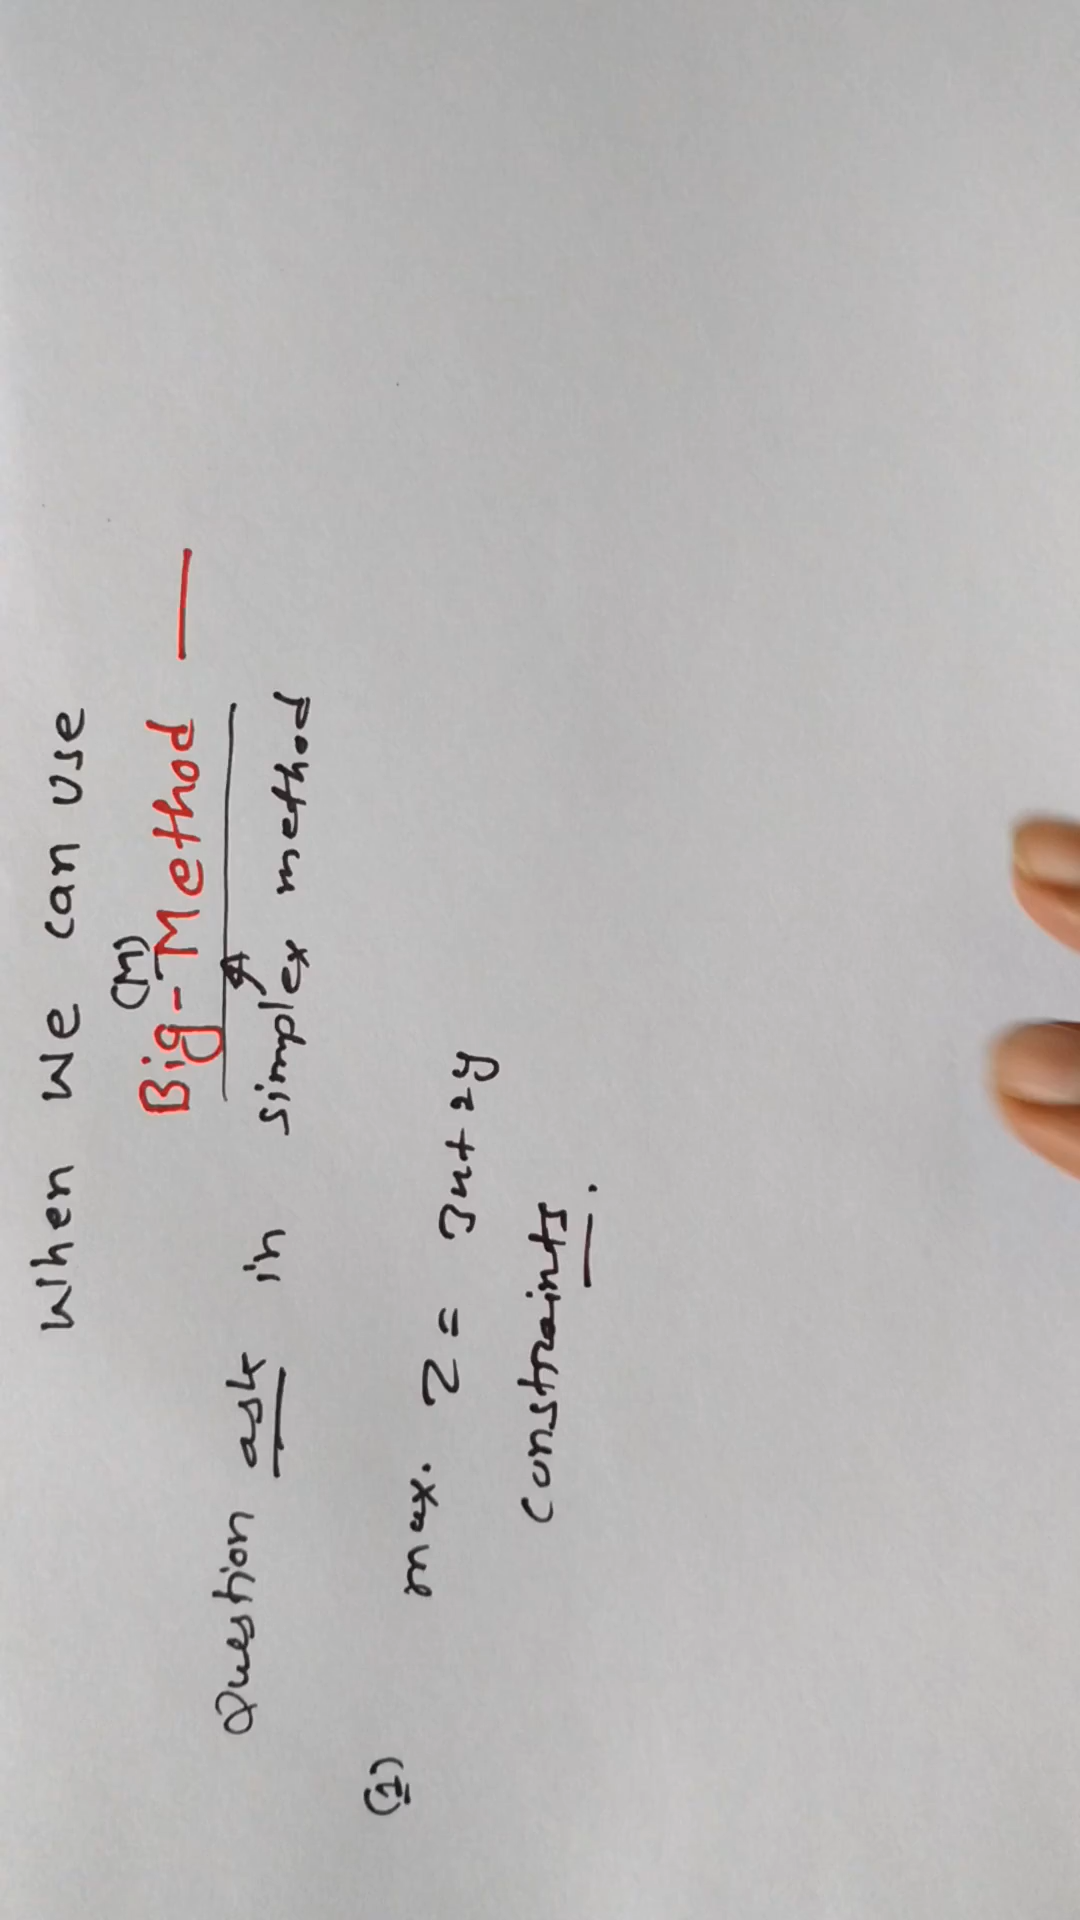 When we can use
(M)
Big-Method —
Question ask in simplex method
(1) max. Z = 3x+2y
Constraints.